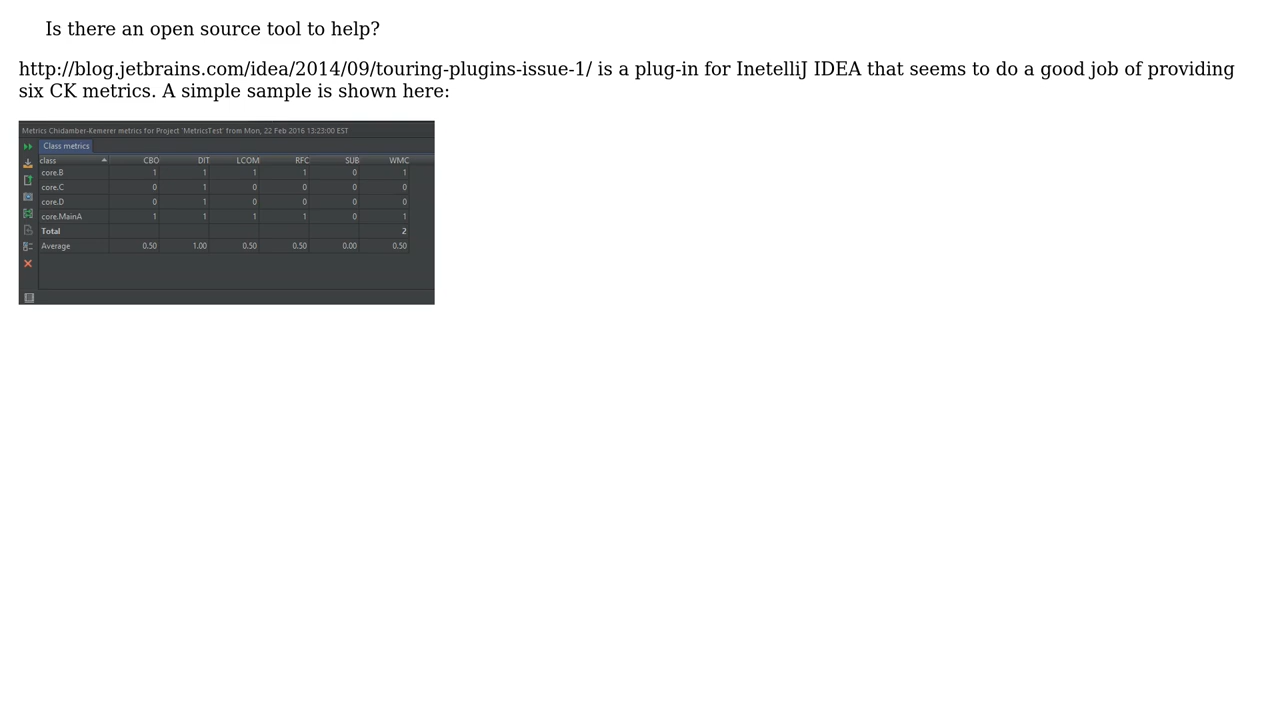 Is there an open source tool to help?
http://blog.jetbrains.com/idea/2014/09/touring-plugins-issue-1/ is a plug-in for InetelliJ IDEA that seems to do a good job of providing
six CK metrics. A simple sample is shown here:
Metrics Chidamber-Kemerer metrics for Project 'MetricsTest' from Mon, 22 Feb 2016 13:23:00 EST
Class metrics
class CBO DIT LCOM RFC SUB WMC
core.B 1 1 1 1 0 1
core.C 0 1 0 0 0 0
core.D 0 1 0 0 0 0
core.MainA 1 1 1 1 0 1
Total 2
Average 0.50 1.00 0.50 0.50 0.00 0.50